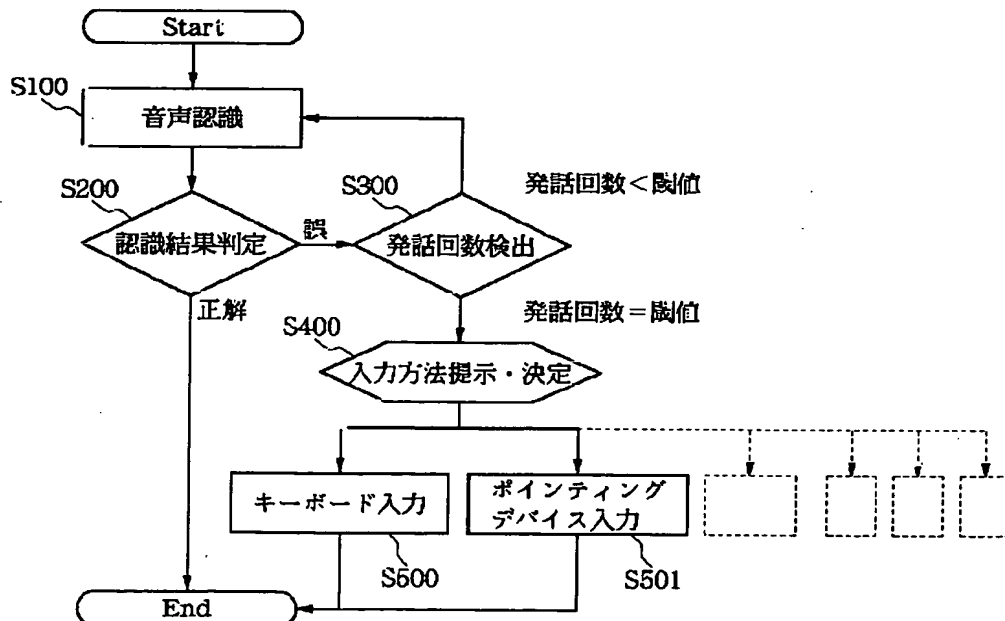 Start
S100
音声認識
S200
認識結果判定
誤
S300
発話回数検出
発話回数<閾値
正解
発話回数=閾値
S400
入力方法提示・決定
キーボード入力
ポインティング
デバイス入力
S500
S501
End